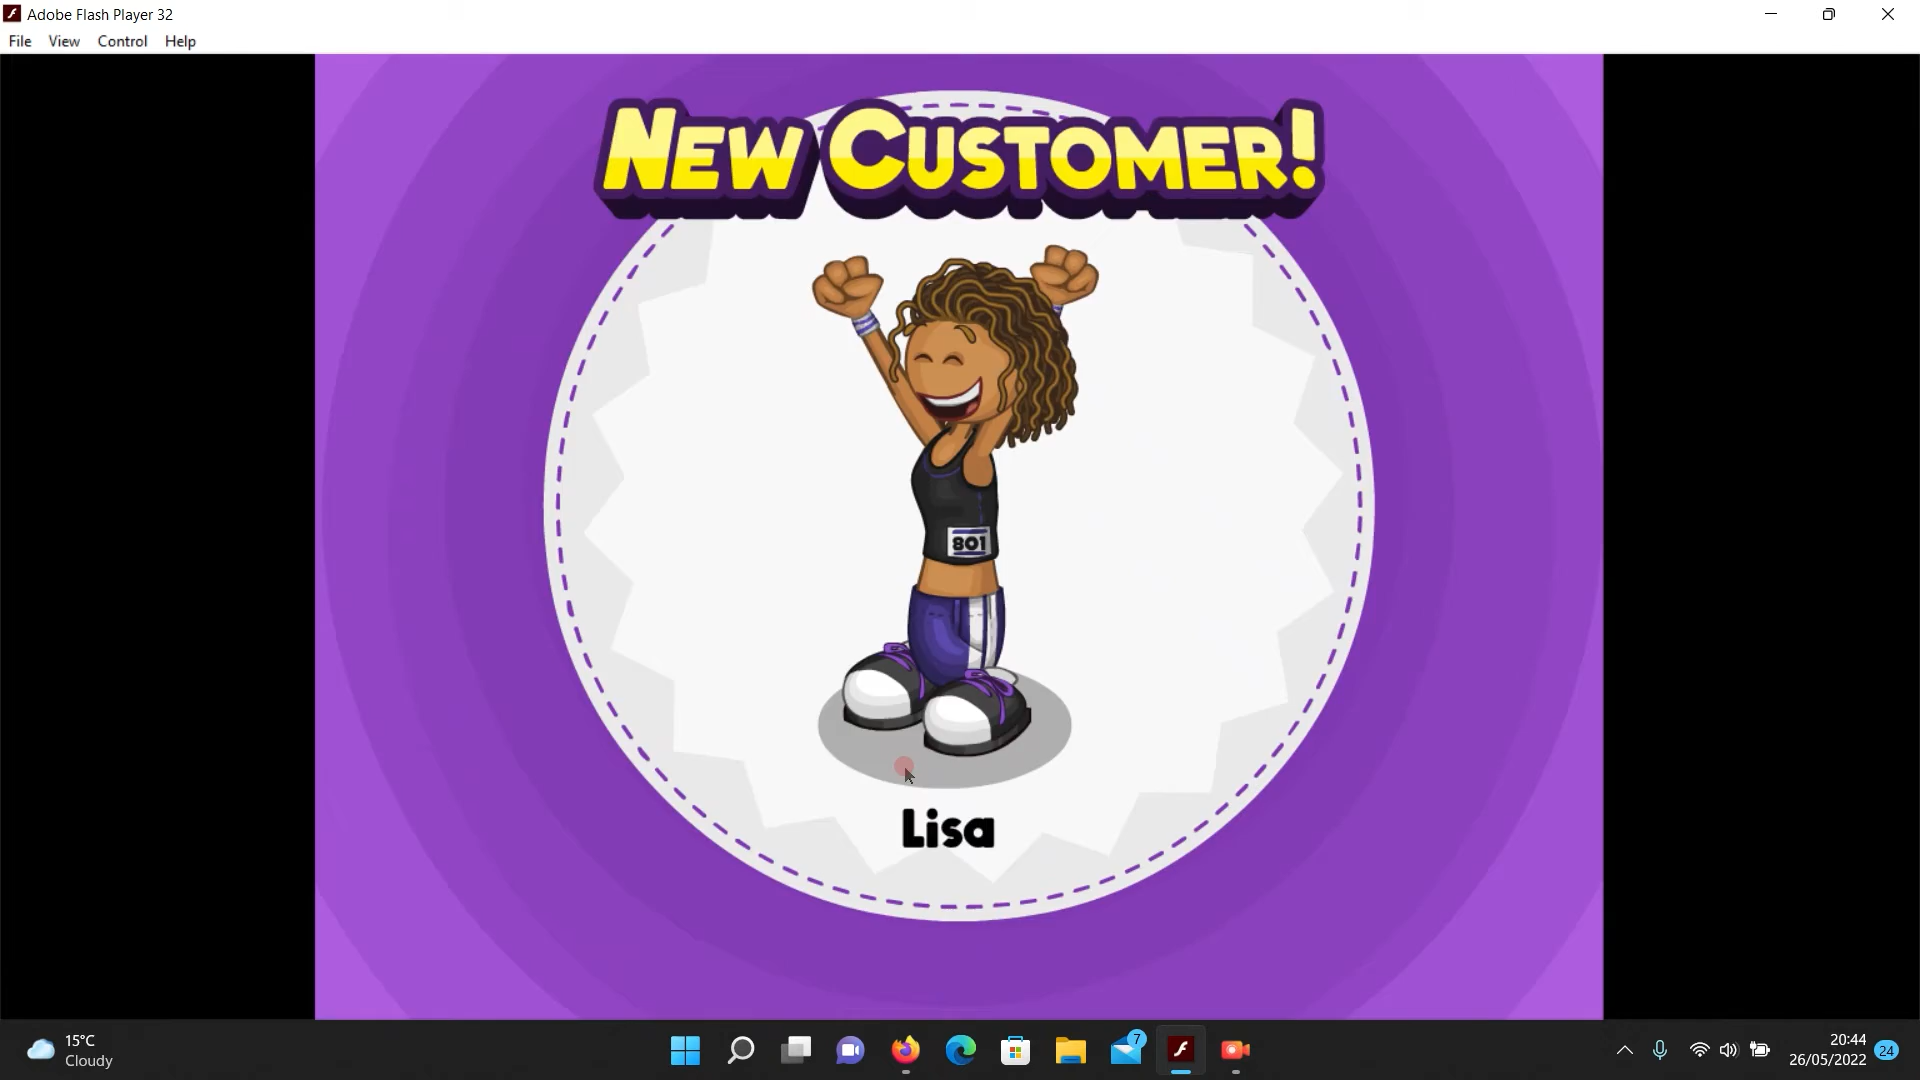 Adobe Flash Player 32
File View Control Help
NEW CUSTOMER!
801
Lisa
15°C
Cloudy
7
20:44
26/05/2022
24